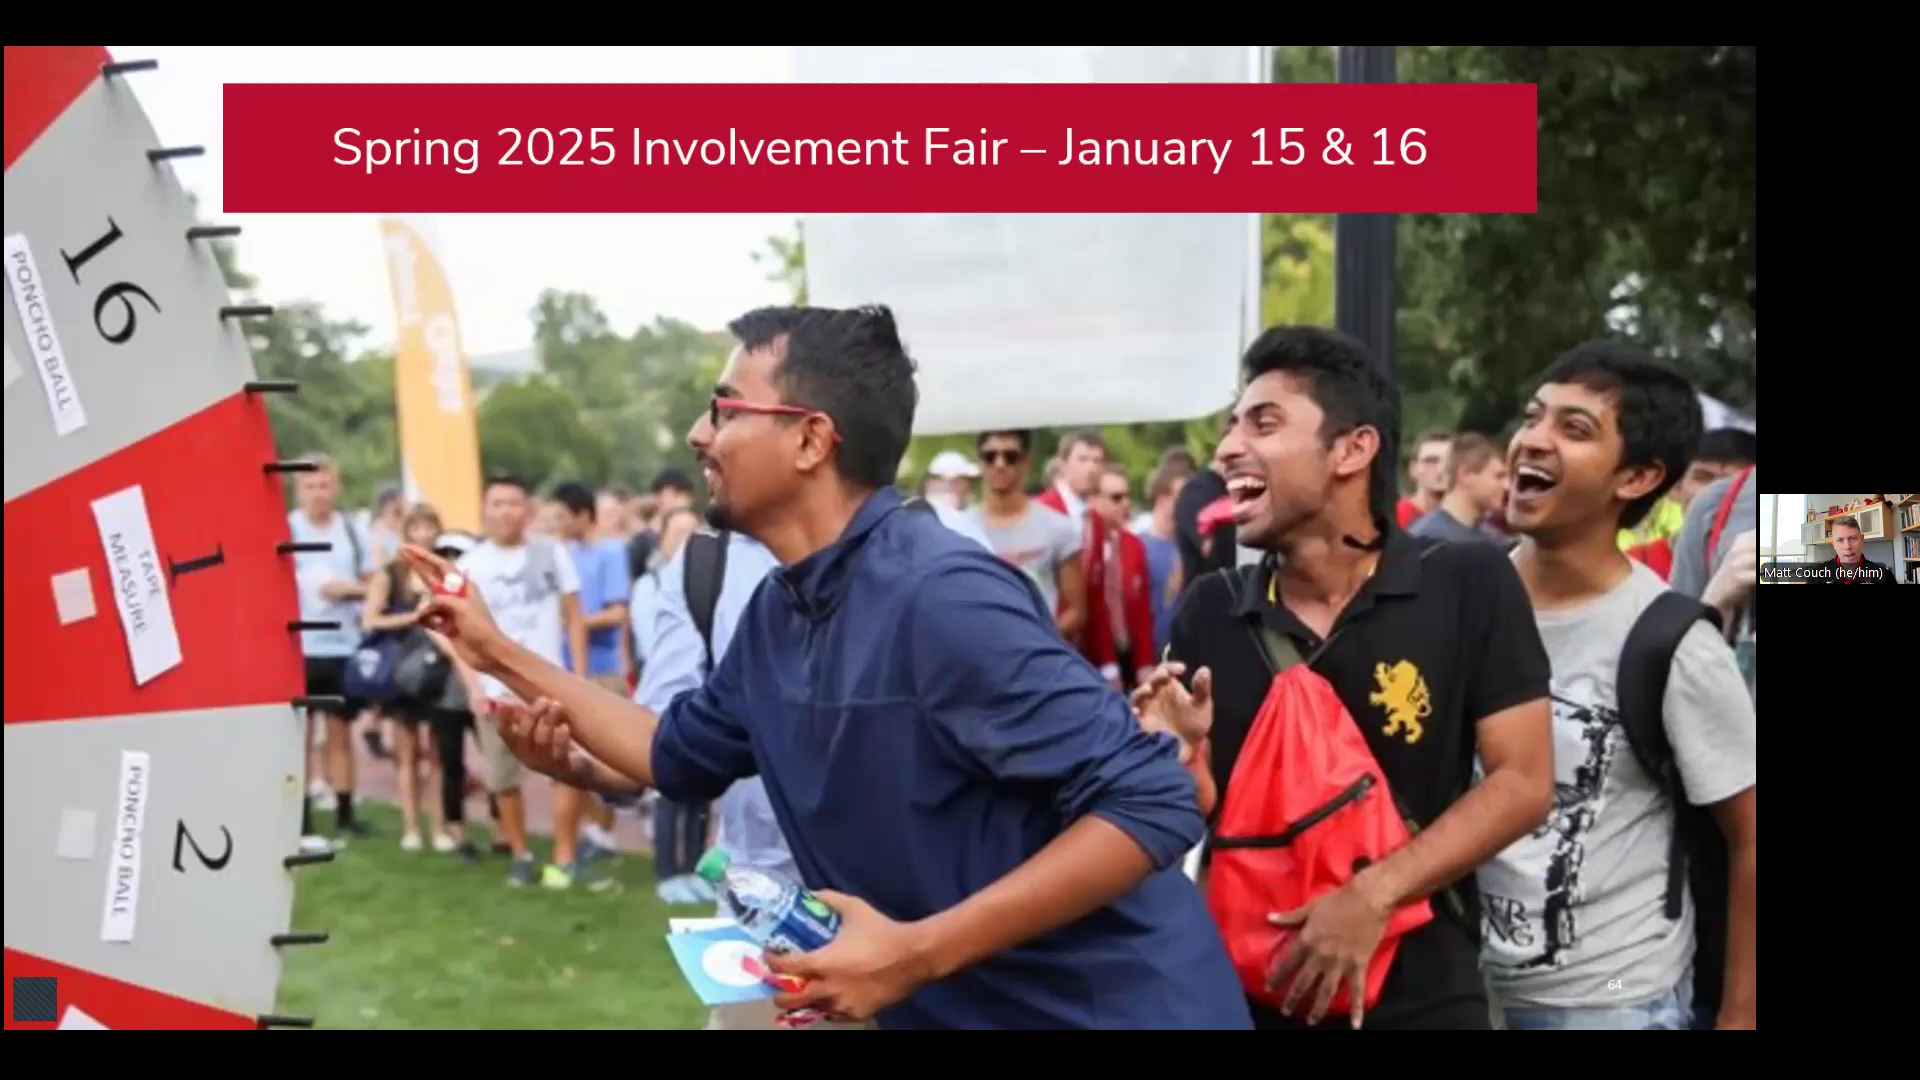 Spring 2025 Involvement Fair – January 15 & 16
16
PONCHO BALL
1
TAPE
MEASURE
2
PONCHO BALL
Matt Couch (he/him)
64